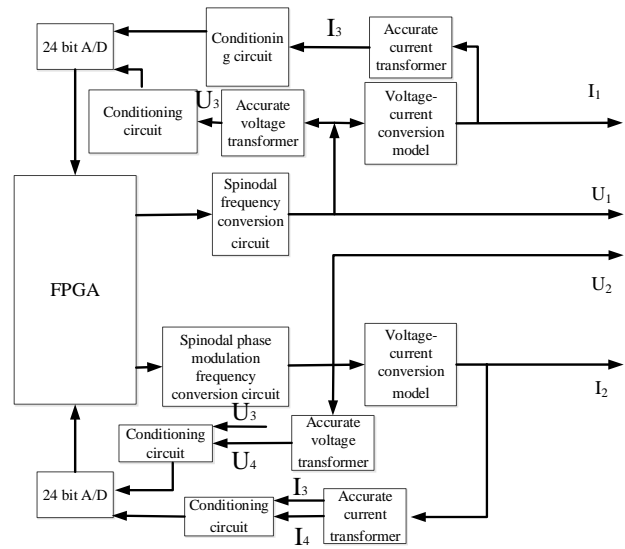 24 bit A/D
Conditionin
g circuit
I3
Accurate
current
transformer
I1
U3
Conditioning
circuit
Accurate
voltage
transformer
Voltage-
current
conversion
model
FPGA
Spinodal
frequency
conversion
circuit
U1
U2
Spinodal phase
modulation
frequency
conversion circuit
Voltage-
current
conversion
model
I2
U3
Conditioning
circuit
U4
Accurate
voltage
transformer
24 bit A/D
Conditioning
circuit
I3
I4
Accurate
current
transformer